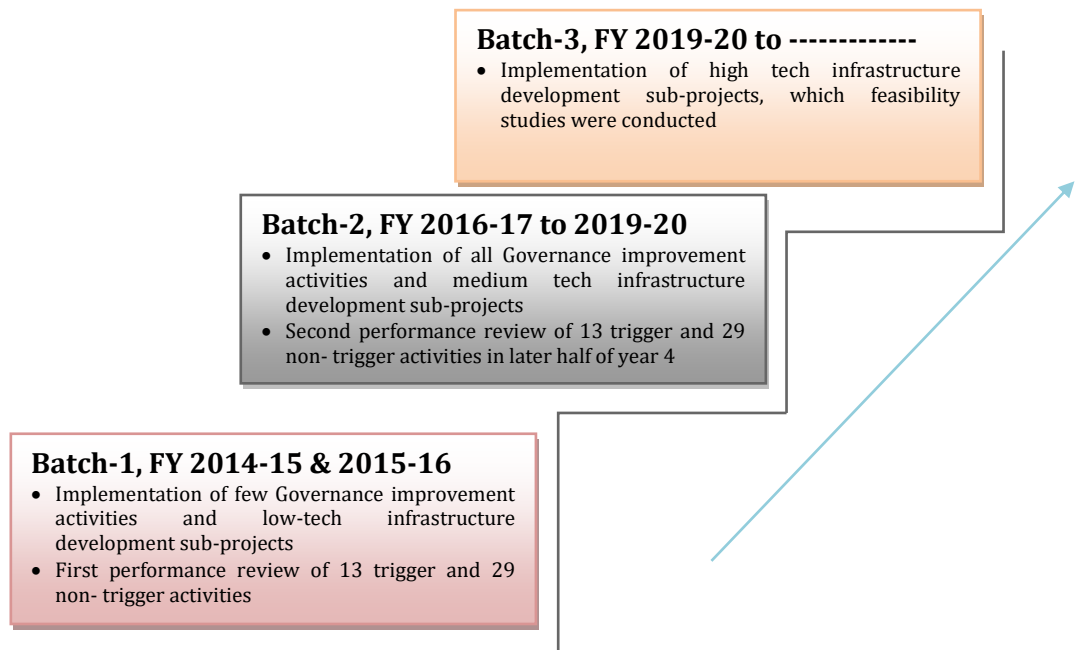 Batch-3, FY 2019-20 to -------------
• Implementation of high tech infrastructure
development sub-projects, which feasibility
studies were conducted
Batch-2, FY 2016-17 to 2019-20
• Implementation of all Governance improvement
activities and medium tech infrastructure
development sub-projects
• Second performance review of 13 trigger and 29
non- trigger activities in later half of year 4
Batch-1, FY 2014-15 & 2015-16
• Implementation of few Governance improvement
activities and low-tech infrastructure
development sub-projects
• First performance review of 13 trigger and 29
non- trigger activities